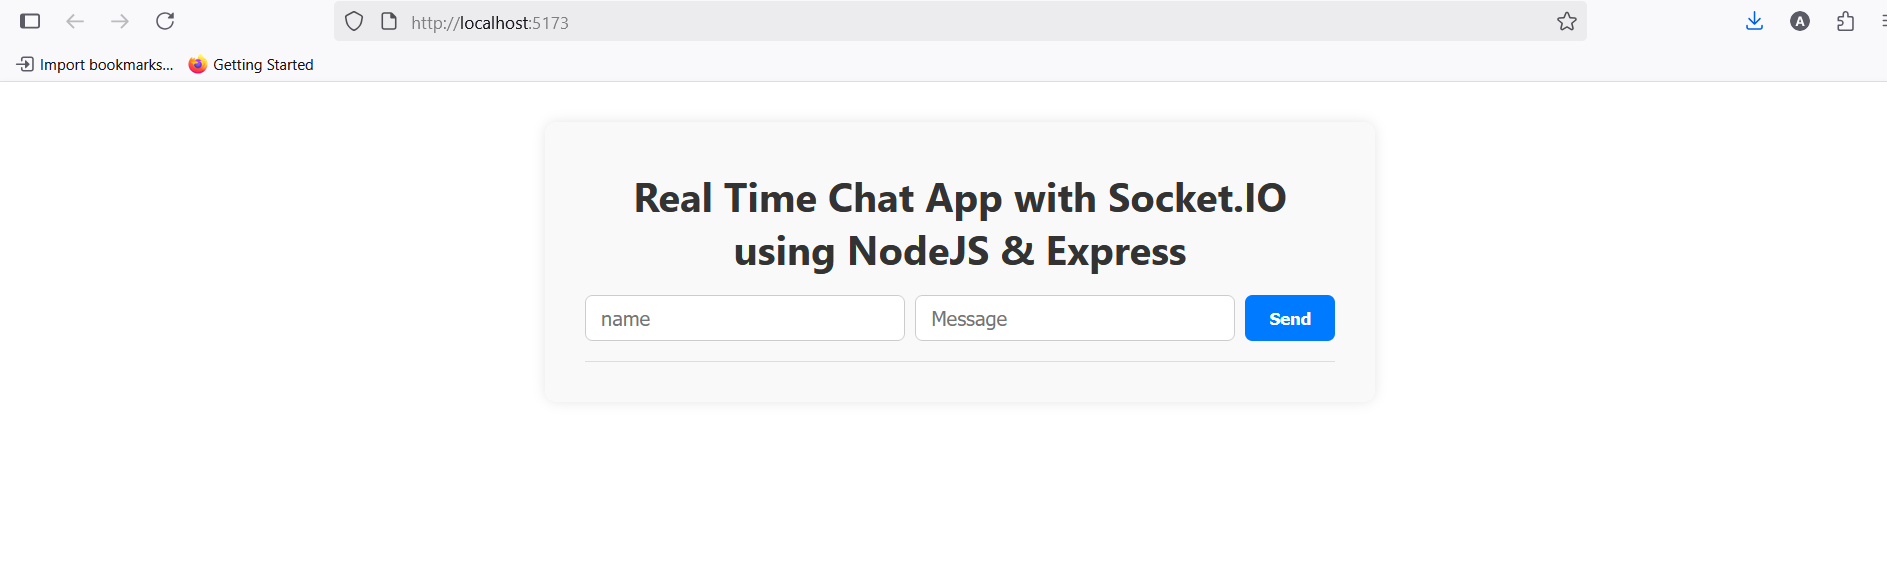 http://localhost:5173
Import bookmarks...
Getting Started
A
Real Time Chat App with Socket.IO
using NodeJS & Express
name
Message
Send